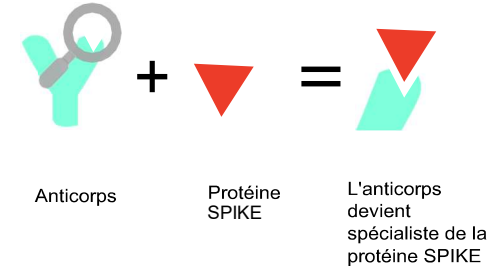 +
=
Anticorps
Protéine
SPIKE
L'anticorps
devient
spécialiste de la
protéine SPIKE